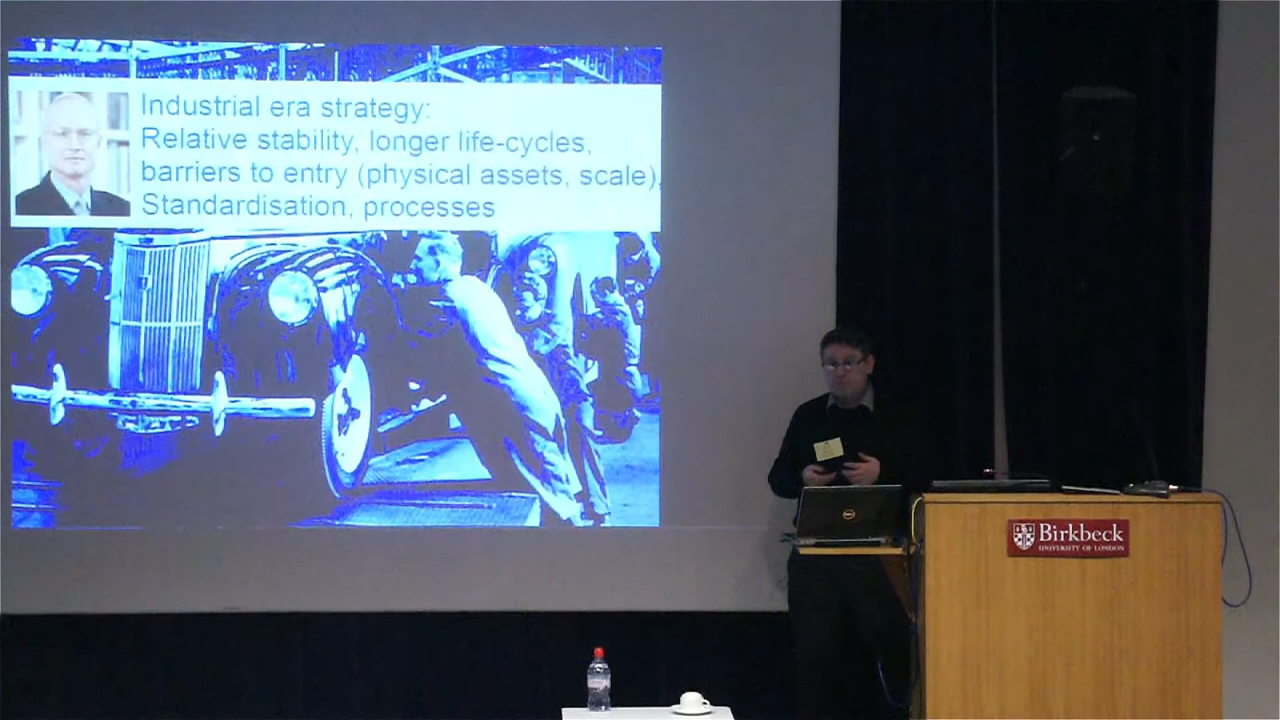 Industrial era strategy:
Relative stability, longer life-cycles,
barriers to entry (physical assets, scale),
Standardisation, processes
Birkbeck
UNIVERSITY OF LONDON
DELL